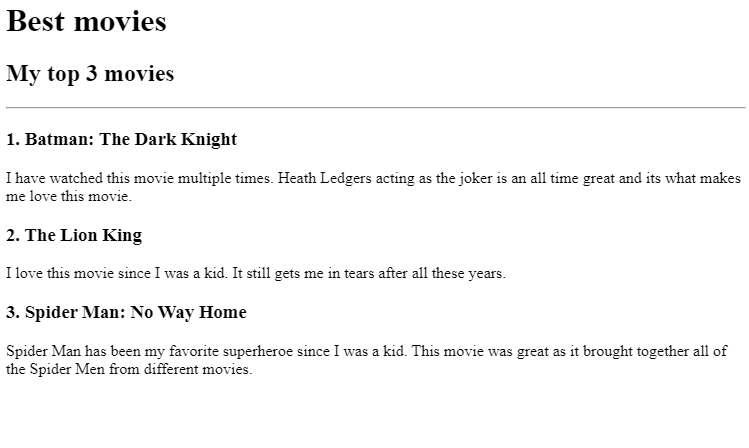 Best movies
My top 3 movies
1. Batman: The Dark Knight
I have watched this movie multiple times. Heath Ledgers acting as the joker is an all time great and its what makes
me love this movie.
2. The Lion King
I love this movie since I was a kid. It still gets me in tears after all these years.
3. Spider Man: No Way Home
Spider Man has been my favorite superheroe since I was a kid. This movie was great as it brought together all of
the Spider Men from different movies.